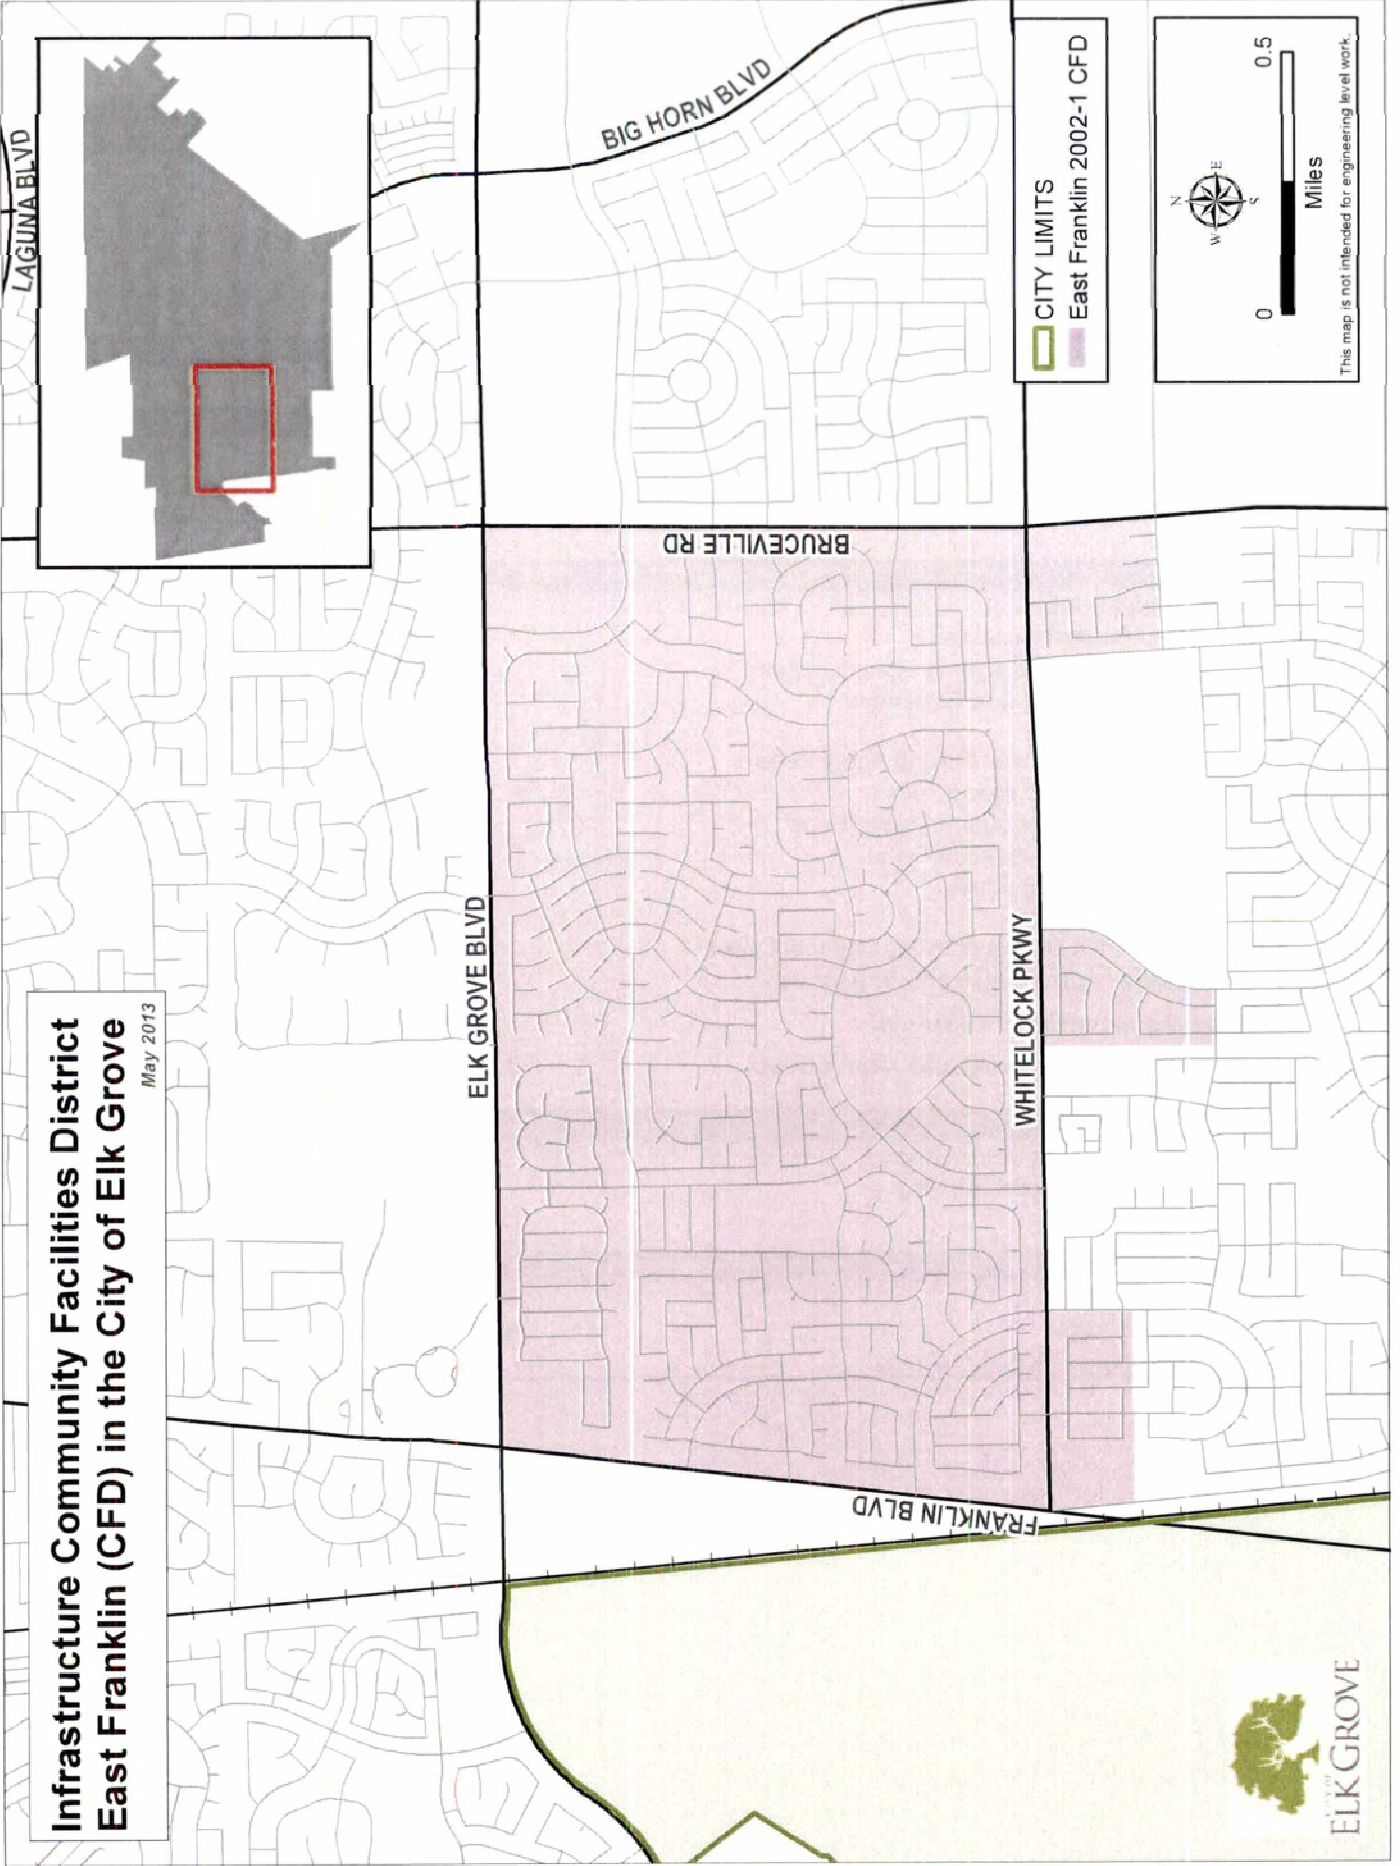 Infrastructure Community Facilities District
East Franklin (CFD) in the City of Elk Grove
May 2013
LAGUNA BLVD
BIG HORN BLVD
ELK GROVE BLVD
BRUCEVILLE RD
WHITELOCK PKWY
FRANKLIN BLVD
CITY LIMITS
East Franklin 2002-1 CFD
N
W
E
S
0
0.5
Miles
This map is not intended for engineering level work.
ELK GROVE